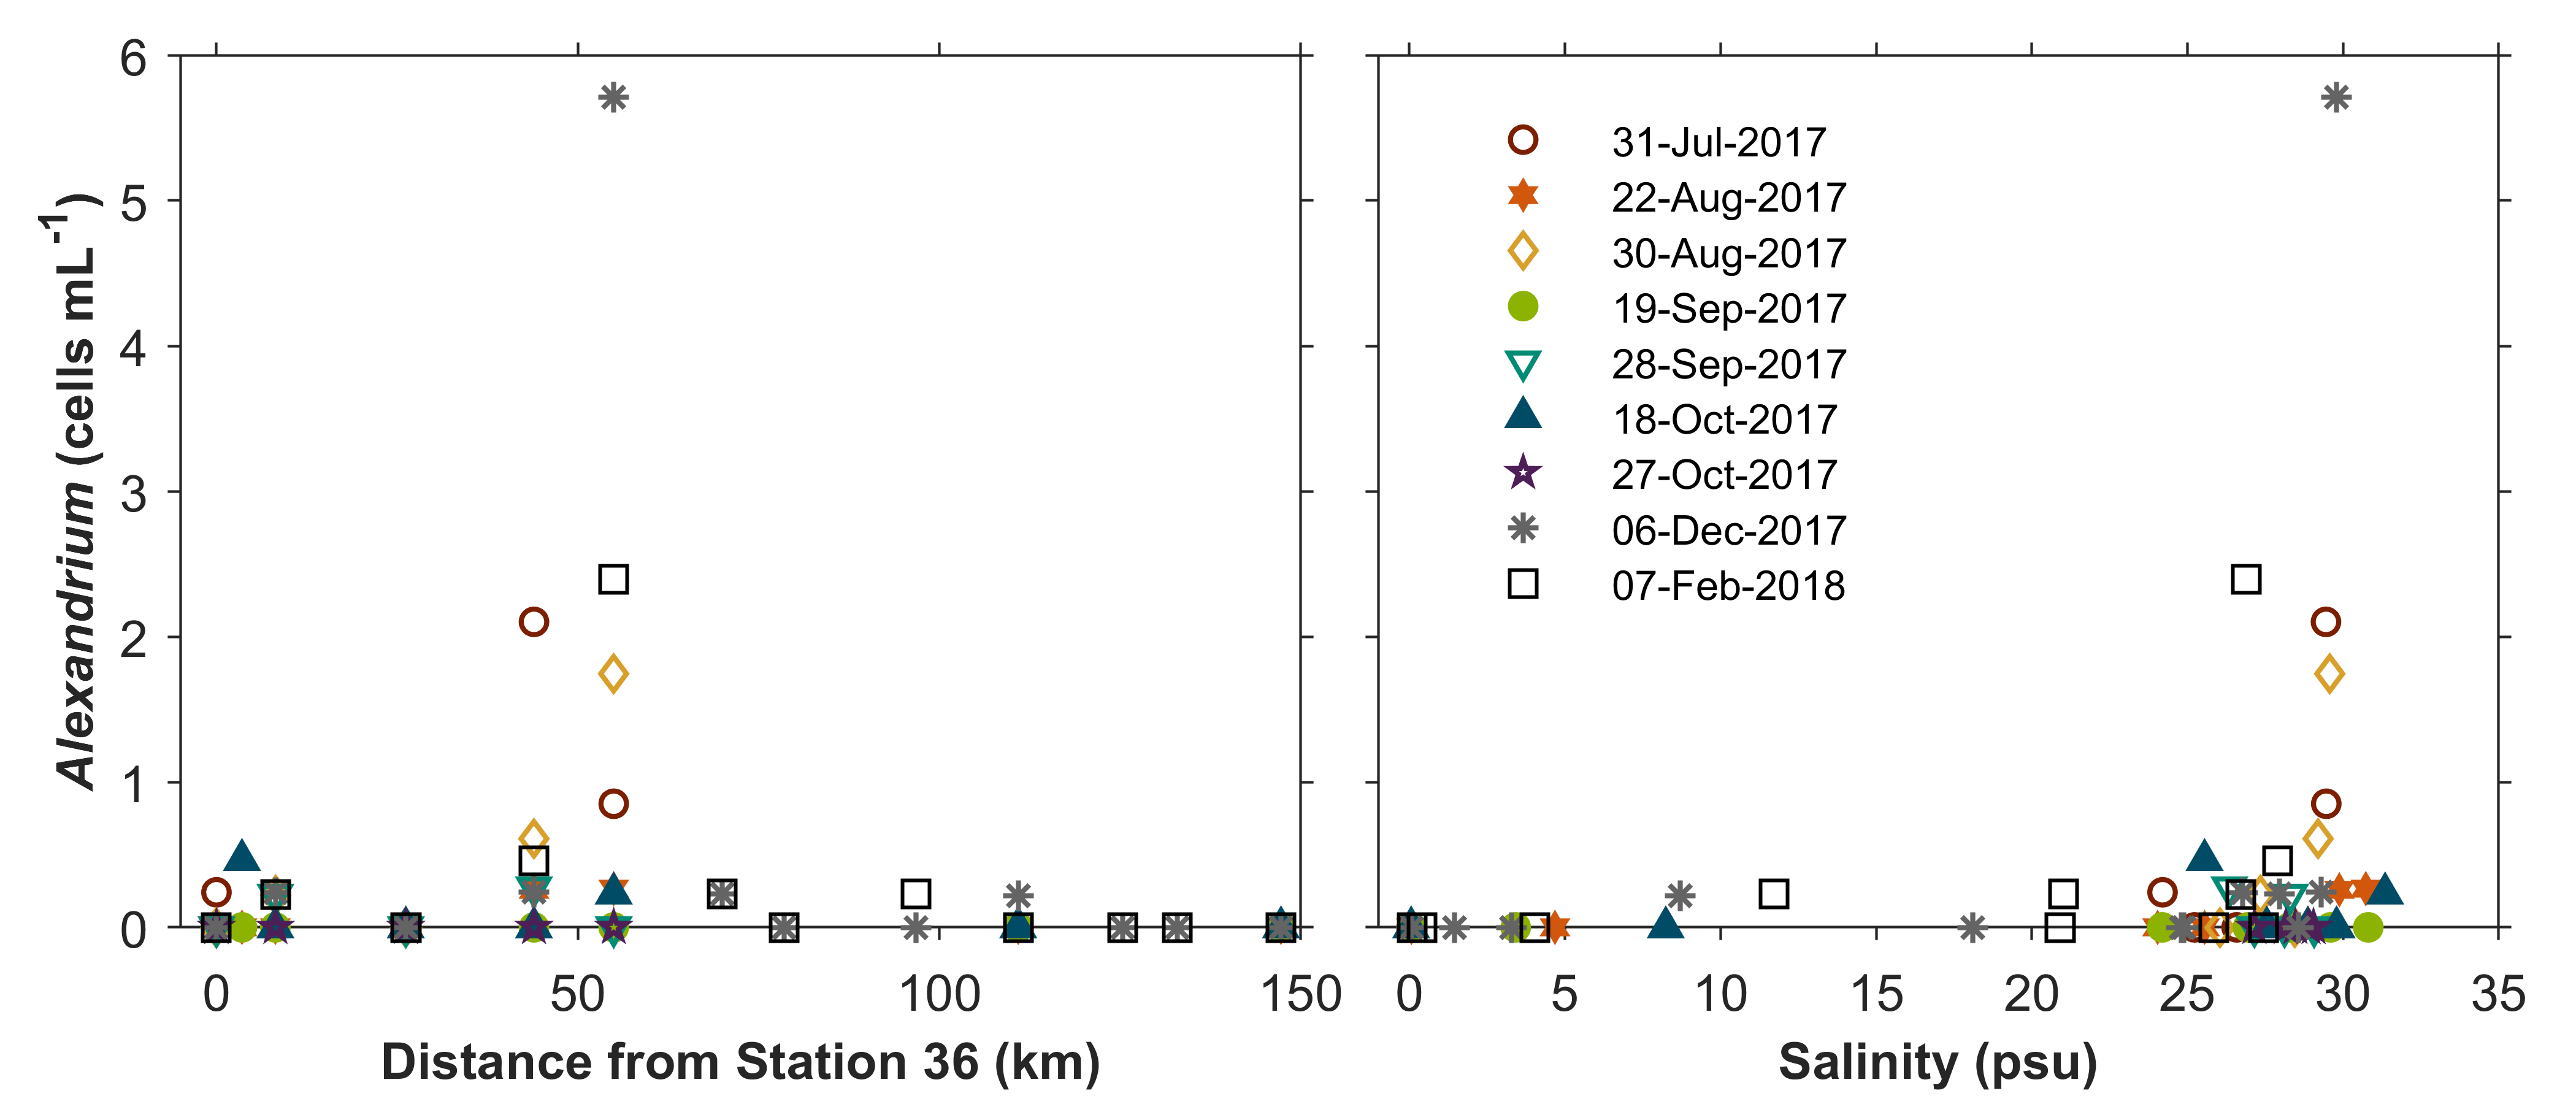 6
5
4
3
2
1
0
Alexandrium (cells mL-1)
0 50 100 150
Distance from Station 36 (km)
31-Jul-2017
22-Aug-2017
30-Aug-2017
19-Sep-2017
28-Sep-2017
18-Oct-2017
27-Oct-2017
06-Dec-2017
07-Feb-2018
0 5 10 15 20 25 30 35
Salinity (psu)